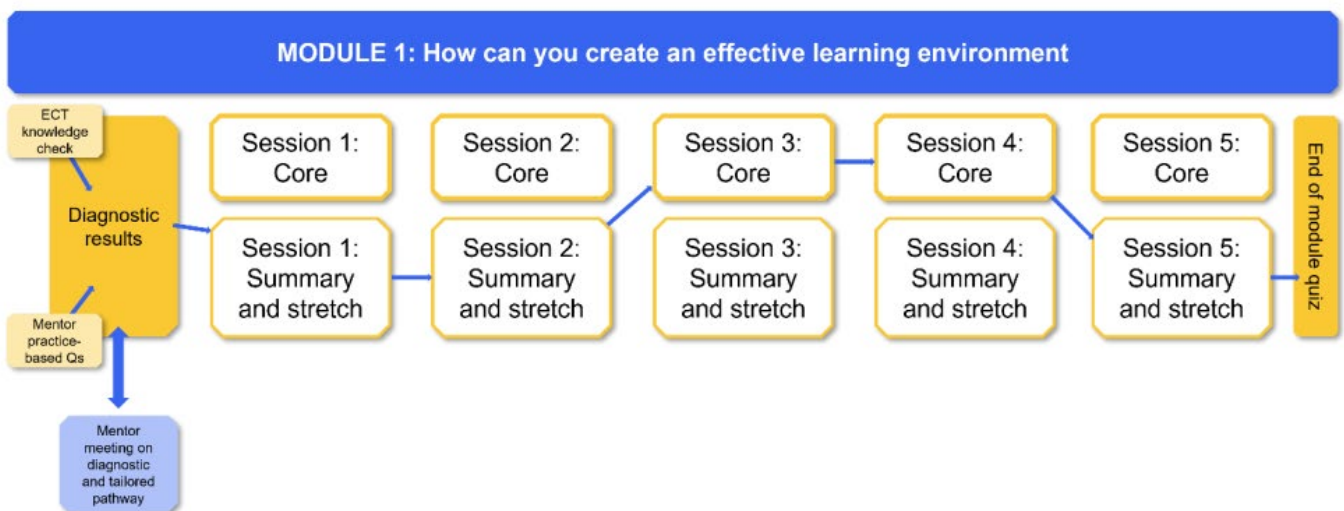 MODULE 1: How can you create an effective learning environment
ECT
knowledge
check
Diagnostic
results
Mentor
practice-
based Qs
Mentor
meeting on
diagnostic
and tailored
pathway
Session 1:
Core
Session 2:
Core
Session 3:
Core
Session 4:
Core
Session 5:
Core
Session 1:
Summary
and stretch
Session 2:
Summary
and stretch
Session 3:
Summary
and stretch
Session 4:
Summary
and stretch
Session 5:
Summary
and stretch
End of module quiz